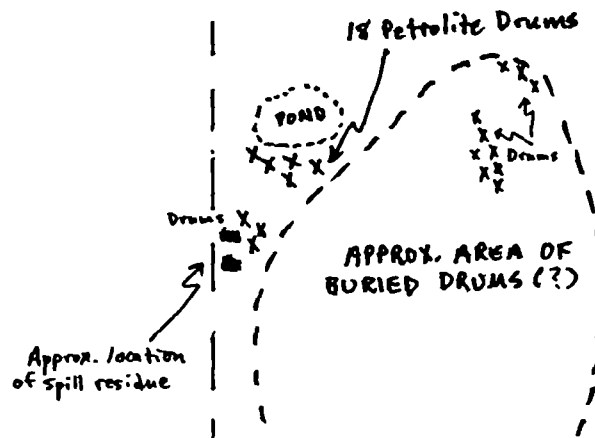 18 Petrolite Drums
POND
Drums
Drums
APPROX. AREA OF
BURIED DRUMS (?)
Approx. location
of spill residue